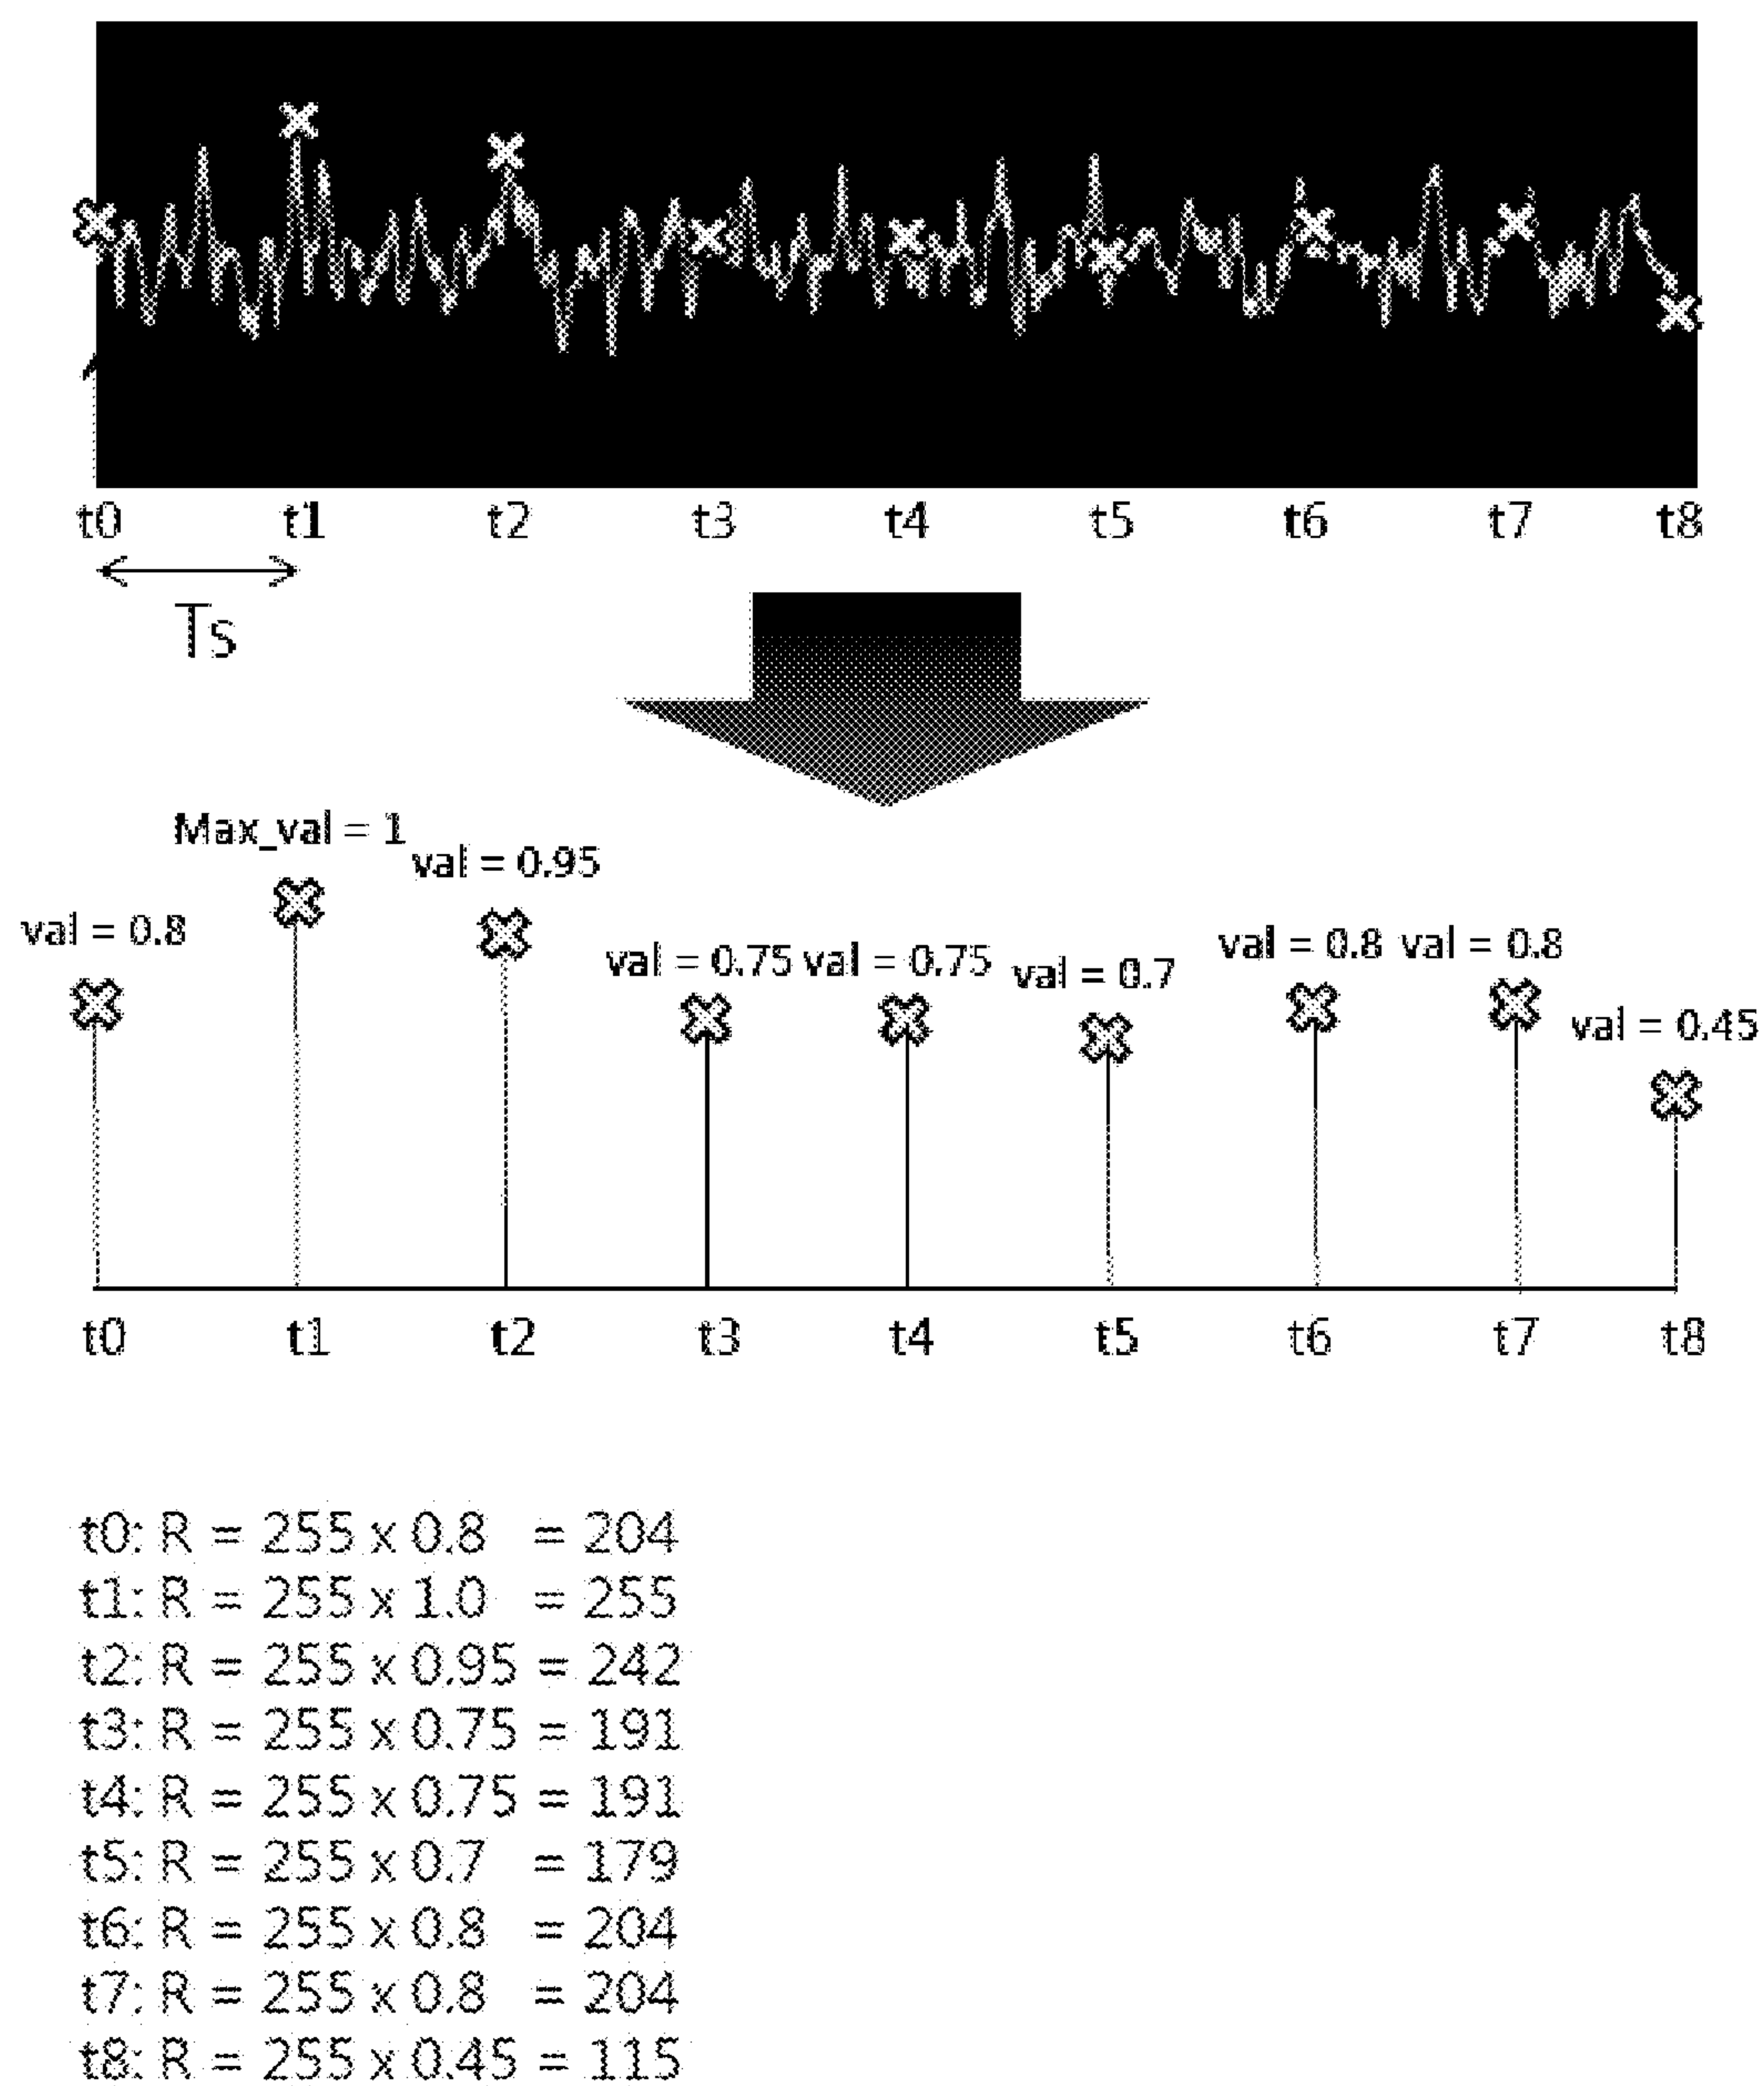 t0 t1 t2 t3 t4 t5 t6 t7 t8
Ts
Max_val = 1
val = 0.95
val = 0.8
val = 0.75 val = 0.75 val = 0.7 val = 0.8 val = 0.8
val = 0.45
t0 t1 t2 t3 t4 t5 t6 t7 t8
t0: R = 255 x 0.8 = 204
t1: R = 255 x 1.0 = 255
t2: R = 255 x 0.95 = 242
t3: R = 255 x 0.75 = 191
t4: R = 255 x 0.75 = 191
t5: R = 255 x 0.7 = 179
t6: R = 255 x 0.8 = 204
t7: R = 255 x 0.8 = 204
t8: R = 255 x 0.45 = 115